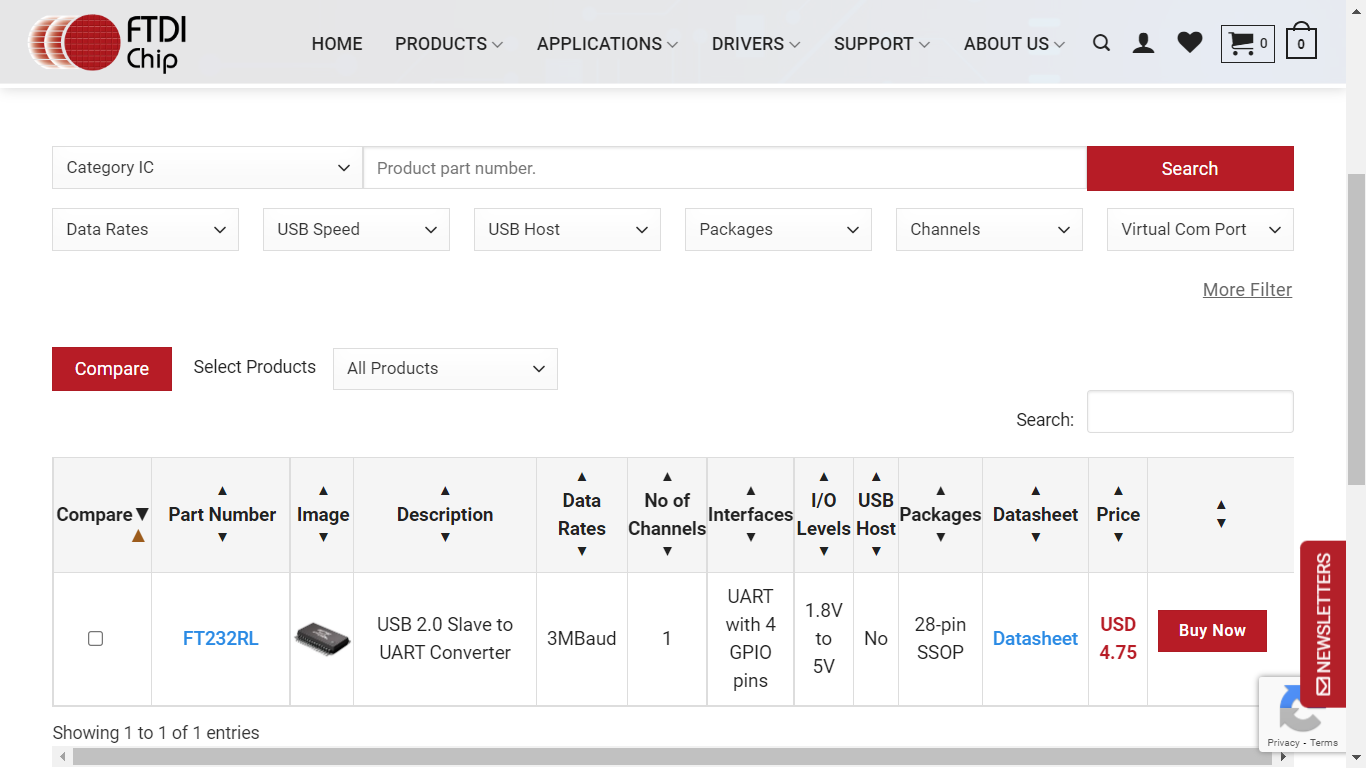 FTDI
Chip
HOME PRODUCTS APPLICATIONS DRIVERS SUPPORT ABOUT US 0 0
Category IC Product part number. Search
Data Rates USB Speed USB Host Packages Channels Virtual Com Port
More Filter
Compare Select Products All Products
Search:
Compare▼ ▲ Part Number Image Description Data Rates No of Channels Interfaces I/O Levels USB Host Packages Datasheet Price
FT232RL USB 2.0 Slave to UART Converter 3MBaud 1 UART with 4 GPIO pins 1.8V to 5V No 28-pin SSOP Datasheet USD 4.75 Buy Now
NEWSLETTERS
Showing 1 to 1 of 1 entries
Privacy - Terms